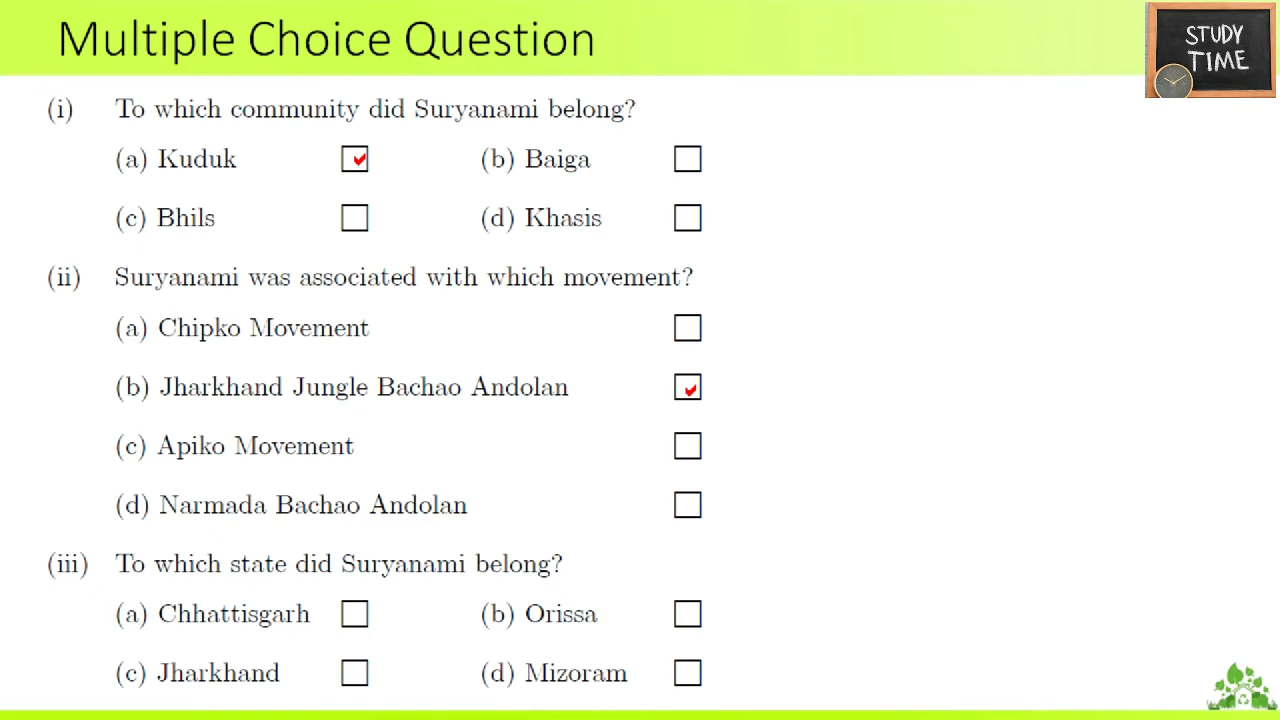 Multiple Choice Question
STUDY
TIME
(i) To which community did Suryanami belong?
(a) Kuduk (b) Baiga
(c) Bhils (d) Khasis
(ii) Suryanami was associated with which movement?
(a) Chipko Movement
(b) Jharkhand Jungle Bachao Andolan
(c) Apiko Movement
(d) Narmada Bachao Andolan
(iii) To which state did Suryanami belong?
(a) Chhattisgarh (b) Orissa
(c) Jharkhand (d) Mizoram